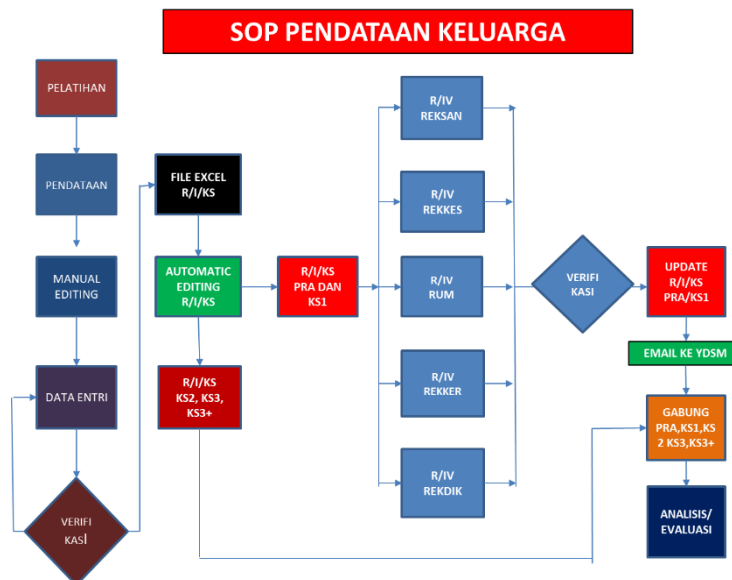 SOP PENDATAAN KELUARGA
PELATIHAN
PENDATAAN
MANUAL
EDITING
DATA ENTRI
VERIFI
KASI
FILE EXCEL
R/I/KS
AUTOMATIC
EDITING
R/I/KS
R/I/KS
KS2, KS3,
KS3+
R/I/KS
PRA DAN
KS1
R/IV
REKSAN
R/IV
REKKES
R/IV
RUM
R/IV
REKKER
R/IV
REKDIK
VERIFI
KASI
UPDATE
R/I/KS
PRA/KS1
EMAIL KE YDSM
GABUNG
PRA,KS1,KS
2 KS3,KS3+
ANALISIS/
EVALUASI